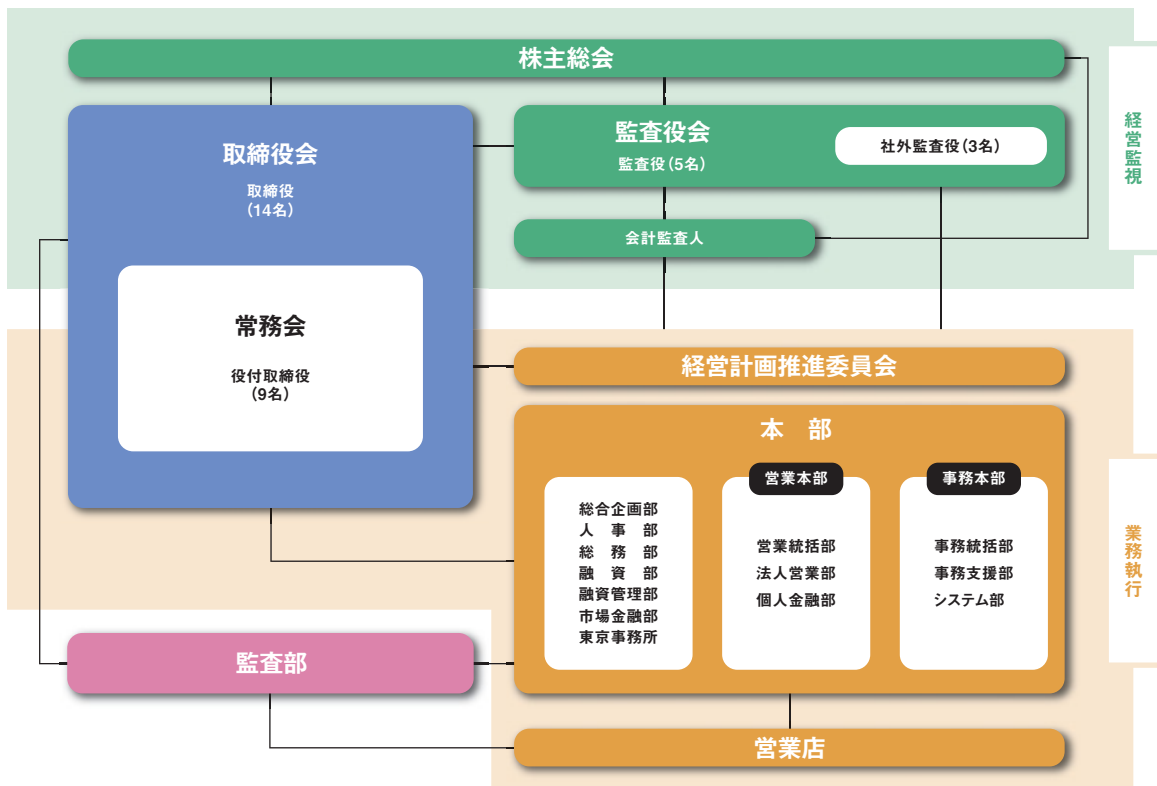 株主総会
取締役会
取締役
（14名）
常務会
役付取締役
（9名）
監査役会
監査役（5名）
社外監査役（3名）
会計監査人
経営監視
経営計画推進委員会
本　部
総合企画部
人　事　部
総　務　部
融　資　部
融資管理部
市場金融部
東京事務所
営業本部
営業統括部
法人営業部
個人金融部
事務本部
事務統括部
事務支援部
システム部
業務執行
監査部
営業店